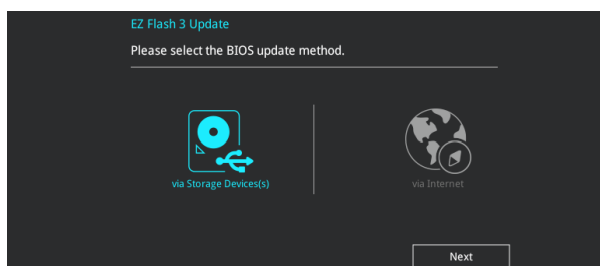 EZ Flash 3 Update
Please select the BIOS update method.
via Storage Devices(s)
via Internet
Next